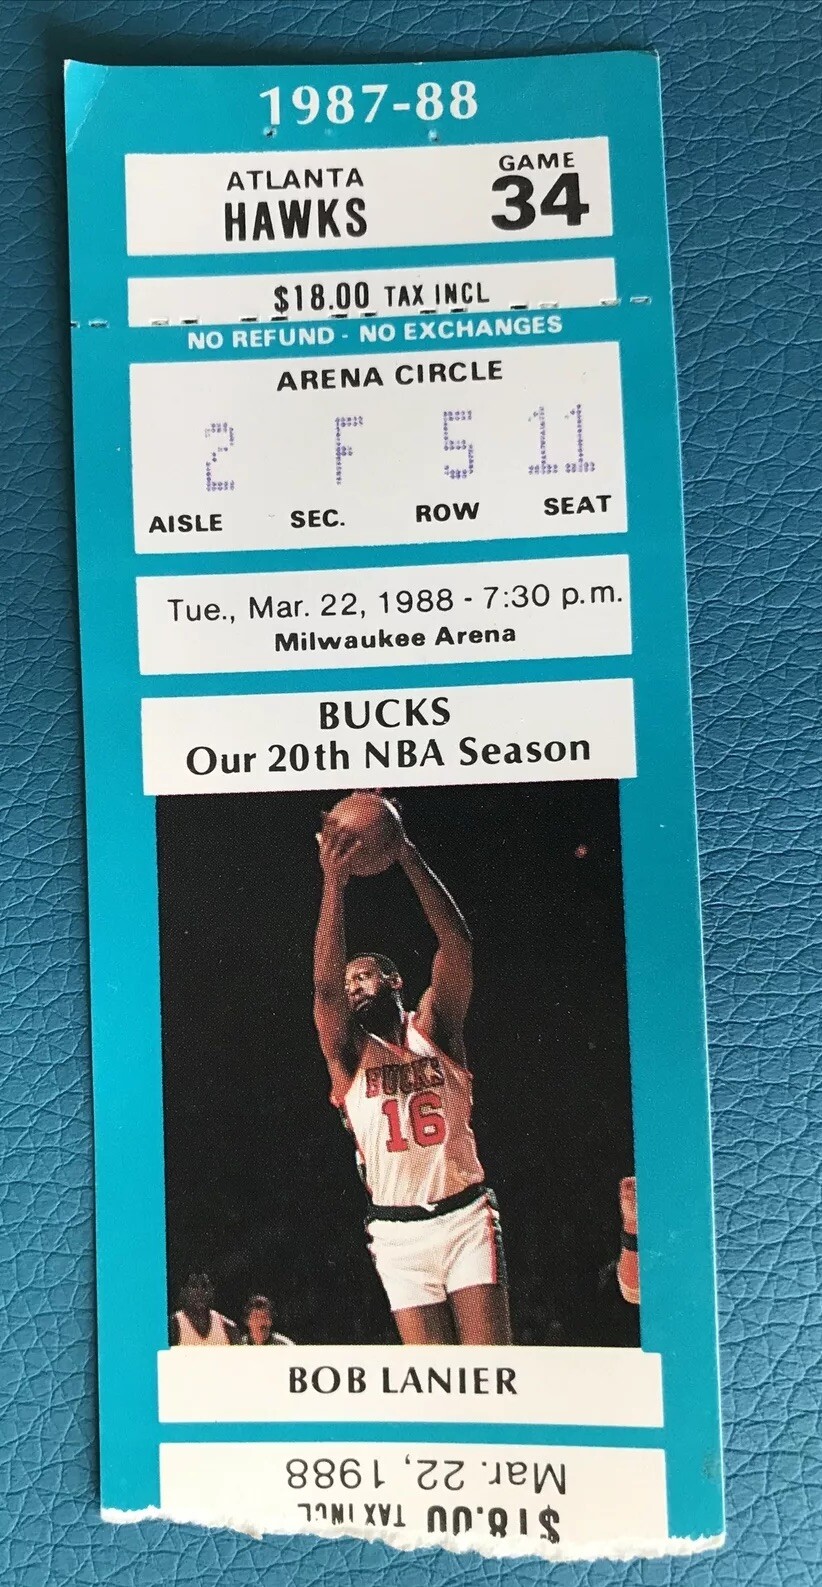 1987-88
ATLANTA
HAWKS
GAME
34
$18.00 TAX INCL
NO REFUND - NO EXCHANGES
ARENA CIRCLE
2 F 5 11
AISLE SEC. ROW SEAT
Tue., Mar. 22, 1988 - 7:30 p.m.
Milwaukee Arena
BUCKS
Our 20th NBA Season
BUCKS
16
BOB LANIER
Mar. 22, 1988
$18.00 TAX INCL